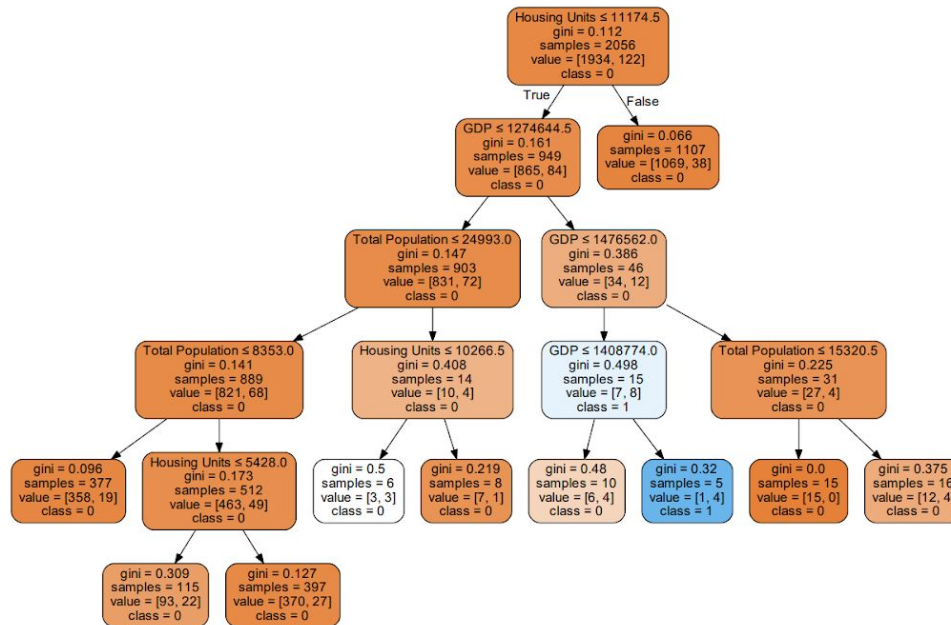 Housing Units ≤ 11174.5
gini = 0.112
samples = 2056
value = [1934, 122]
class = 0
True
False
GDP ≤ 1274644.5
gini = 0.161
samples = 949
value = [865, 84]
class = 0
gini = 0.066
samples = 1107
value = [1069, 38]
class = 0
Total Population ≤ 24993.0
gini = 0.147
samples = 903
value = [831, 72]
class = 0
GDP ≤ 1476562.0
gini = 0.386
samples = 46
value = [34, 12]
class = 0
Total Population ≤ 8353.0
gini = 0.141
samples = 889
value = [821, 68]
class = 0
Housing Units ≤ 10266.5
gini = 0.408
samples = 14
value = [10, 4]
class = 0
GDP ≤ 1408774.0
gini = 0.498
samples = 15
value = [7, 8]
class = 1
Total Population ≤ 15320.5
gini = 0.225
samples = 31
value = [27, 4]
class = 0
gini = 0.096
samples = 377
value = [358, 19]
class = 0
Housing Units ≤ 5428.0
gini = 0.173
samples = 512
value = [463, 49]
class = 0
gini = 0.5
samples = 6
value = [3, 3]
class = 0
gini = 0.219
samples = 8
value = [7, 1]
class = 0
gini = 0.48
samples = 10
value = [6, 4]
class = 0
gini = 0.32
samples = 5
value = [1, 4]
class = 1
gini = 0.0
samples = 15
value = [15, 0]
class = 0
gini = 0.375
samples = 16
value = [12, 4
class = 0
gini = 0.309
samples = 115
value = [93, 22]
class = 0
gini = 0.127
samples = 397
value = [370, 27]
class = 0